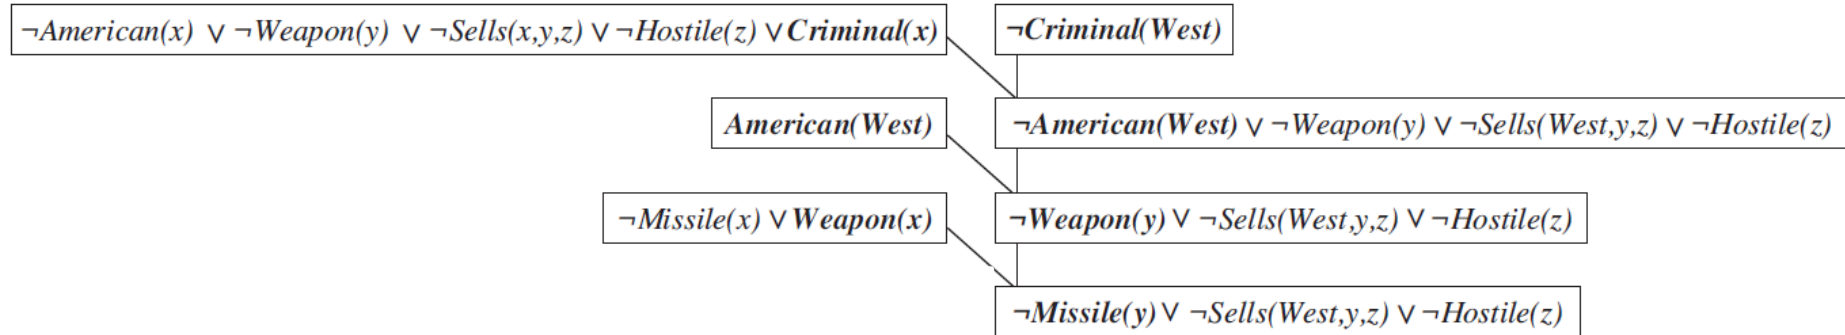 ¬American(x) ∨ ¬Weapon(y) ∨ ¬Sells(x,y,z) ∨ ¬Hostile(z) ∨ Criminal(x)
¬Criminal(West)
American(West)
¬American(West) ∨ ¬Weapon(y) ∨ ¬Sells(West,y,z) ∨ ¬Hostile(z)
¬Missile(x) ∨ Weapon(x)
¬Weapon(y) ∨ ¬Sells(West,y,z) ∨ ¬Hostile(z)
¬Missile(y) ∨ ¬Sells(West,y,z) ∨ ¬Hostile(z)